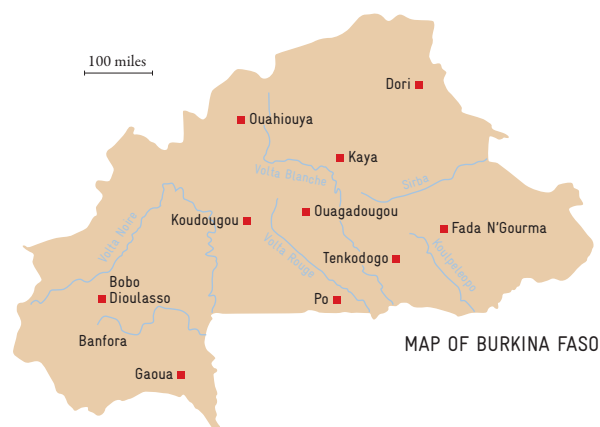 100 miles
Dori
Ouahiouya
Kaya
Volta Blanche
Sirba
Volta Noire
Koudougou
Ouagadougou
Fada N'Gourma
Volta Rouge
Koulpeleopo
Tenkodogo
Bobo
Dioulasso
Po
Banfora
MAP OF BURKINA FASO
Gaoua